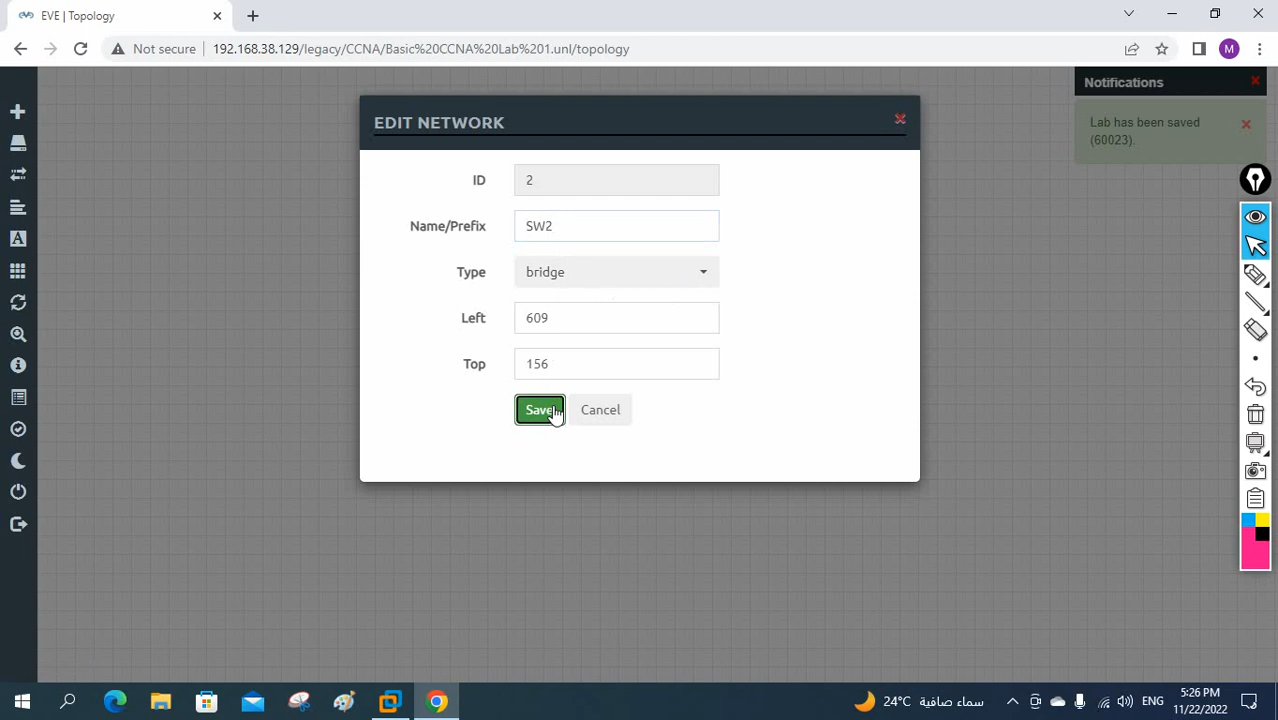 EVE | Topology
Not secure
192.168.38.129/legacy/CCNA/Basic%20CCNA%20Lab%201.unl/topology
M
Notifications
Lab has been saved
(60023).
EDIT NETWORK
ID 2
Name/Prefix SW2
Type bridge
Left 609
Top 156
Save Cancel
A
24°C سماء صافية
ENG
5:26 PM
11/22/2022